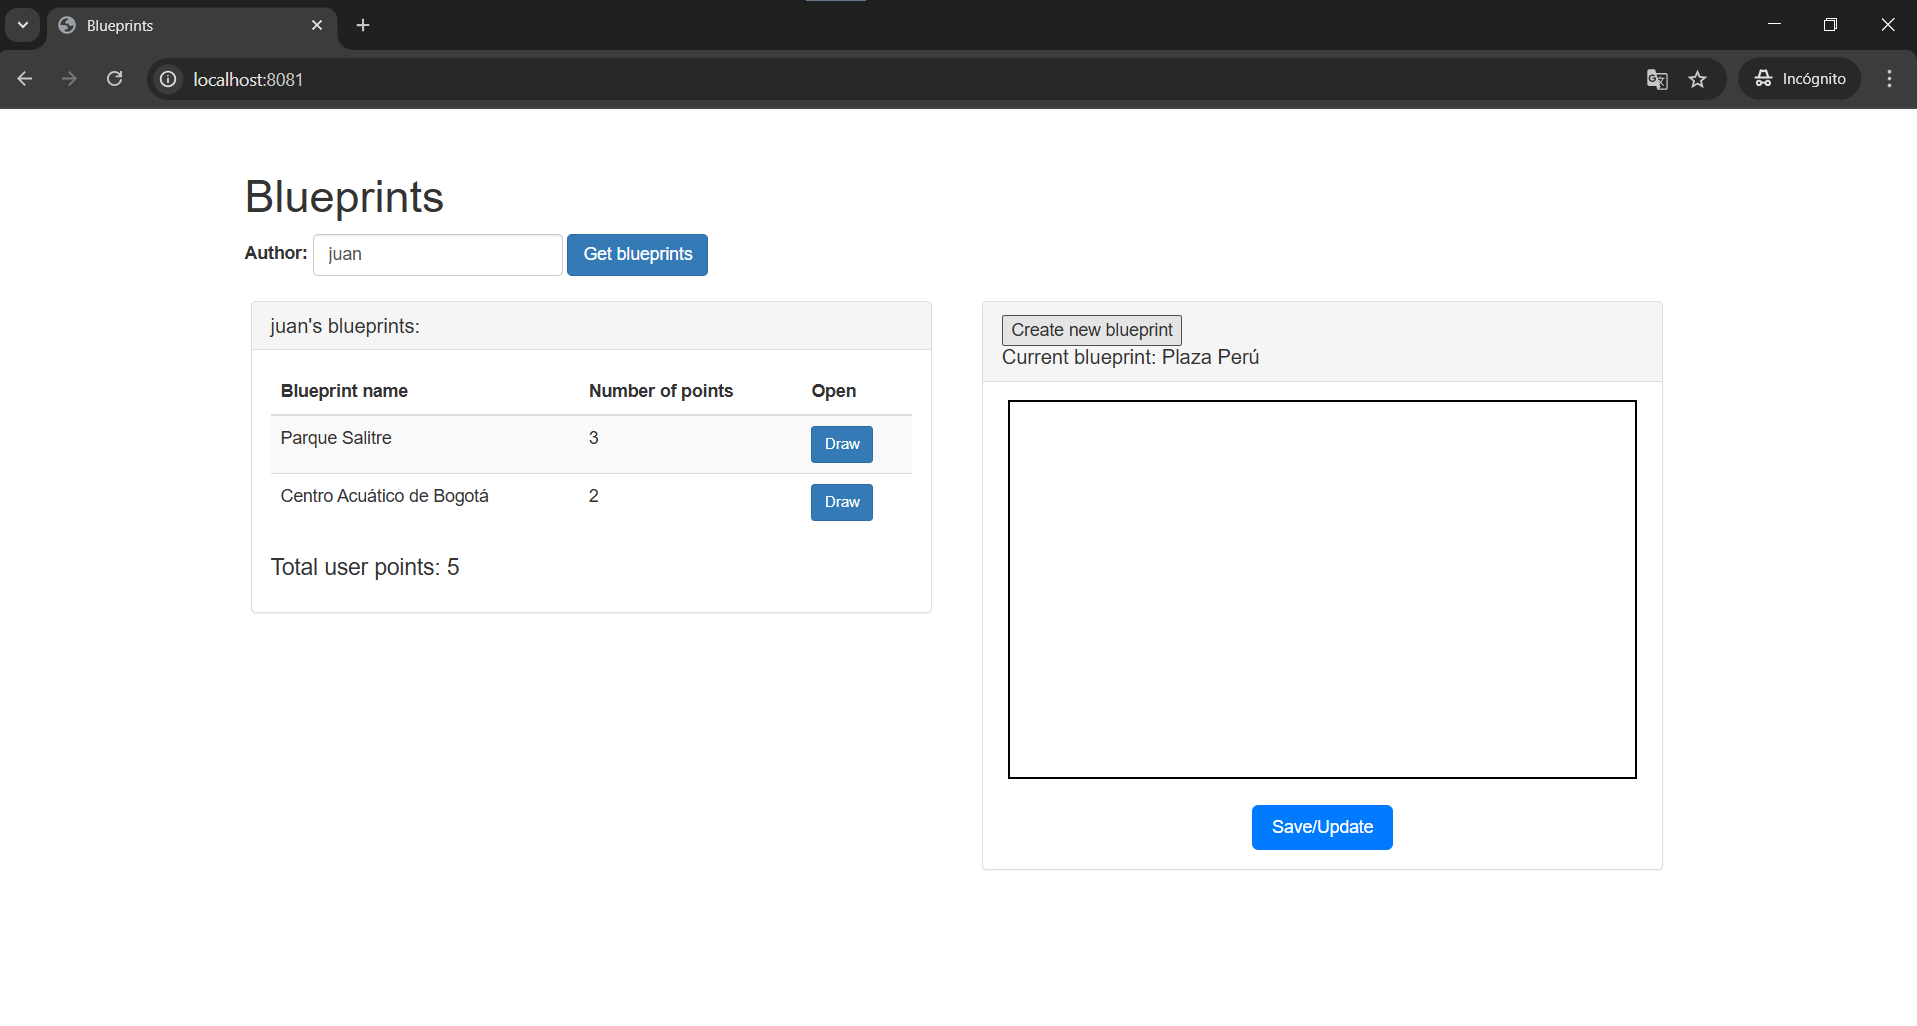 Blueprints
localhost:8081
Incógnito
Blueprints
Author: juan Get blueprints
juan's blueprints:
Blueprint name Number of points Open
Parque Salitre 3 Draw
Centro Acuático de Bogotá 2 Draw
Total user points: 5
Create new blueprint
Current blueprint: Plaza Perú
Save/Update